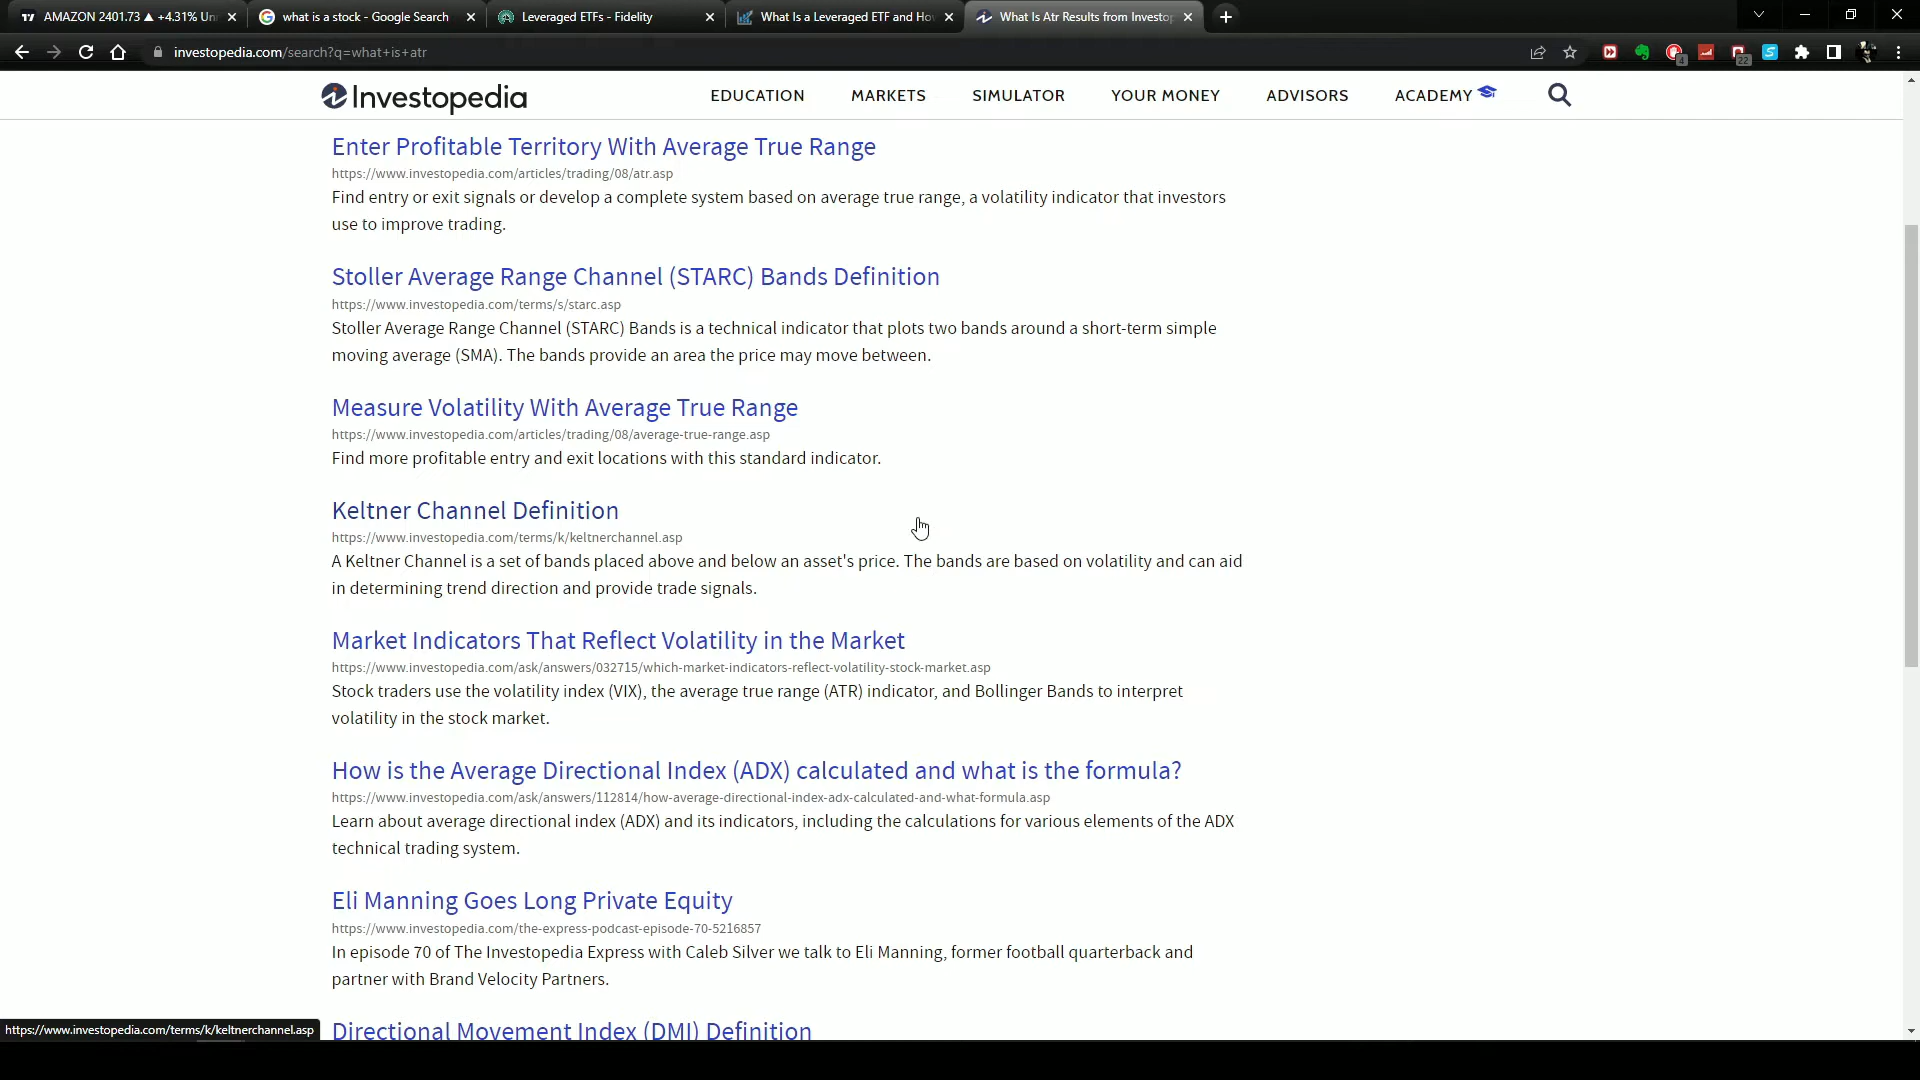 AMAZON 2401.73 ▲ +4.31% Un
what is a stock - Google Search
Leveraged ETFs - Fidelity
What Is a Leveraged ETF and Ho
What Is Atr Results from Investop
investopedia.com/search?q=what+is+atr
4
22
Investopedia
EDUCATION
MARKETS
SIMULATOR
YOUR MONEY
ADVISORS
ACADEMY
Enter Profitable Territory With Average True Range
https://www.investopedia.com/articles/trading/08/atr.asp
Find entry or exit signals or develop a complete system based on average true range, a volatility indicator that investors
use to improve trading.
Stoller Average Range Channel (STARC) Bands Definition
https://www.investopedia.com/terms/s/starc.asp
Stoller Average Range Channel (STARC) Bands is a technical indicator that plots two bands around a short-term simple
moving average (SMA). The bands provide an area the price may move between.
Measure Volatility With Average True Range
https://www.investopedia.com/articles/trading/08/average-true-range.asp
Find more profitable entry and exit locations with this standard indicator.
Keltner Channel Definition
https://www.investopedia.com/terms/k/keltnerchannel.asp
A Keltner Channel is a set of bands placed above and below an asset's price. The bands are based on volatility and can aid
in determining trend direction and provide trade signals.
Market Indicators That Reflect Volatility in the Market
https://www.investopedia.com/ask/answers/032715/which-market-indicators-reflect-volatility-stock-market.asp
Stock traders use the volatility index (VIX), the average true range (ATR) indicator, and Bollinger Bands to interpret
volatility in the stock market.
How is the Average Directional Index (ADX) calculated and what is the formula?
https://www.investopedia.com/ask/answers/112814/how-average-directional-index-adx-calculated-and-what-formula.asp
Learn about average directional index (ADX) and its indicators, including the calculations for various elements of the ADX
technical trading system.
Eli Manning Goes Long Private Equity
https://www.investopedia.com/the-express-podcast-episode-70-5216857
In episode 70 of The Investopedia Express with Caleb Silver we talk to Eli Manning, former football quarterback and
partner with Brand Velocity Partners.
https://www.investopedia.com/terms/k/keltnerchannel.asp
Directional Movement Index (DMI) Definition